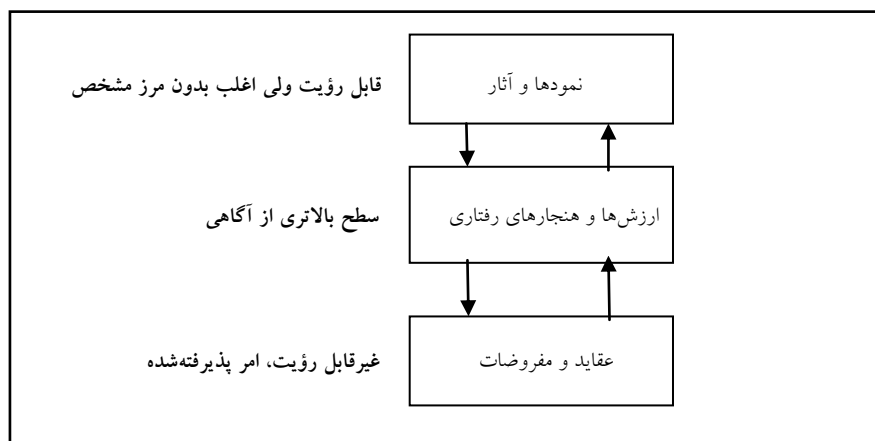 نمودها و آثار
قابل رؤیت ولی اغلب بدون مرز مشخص
ارزش‌ها و هنجارهای رفتاری
سطح بالاتری از آگاهی
عقاید و مفروضات
غیرقابل رؤیت، امر پذیرفته‌شده